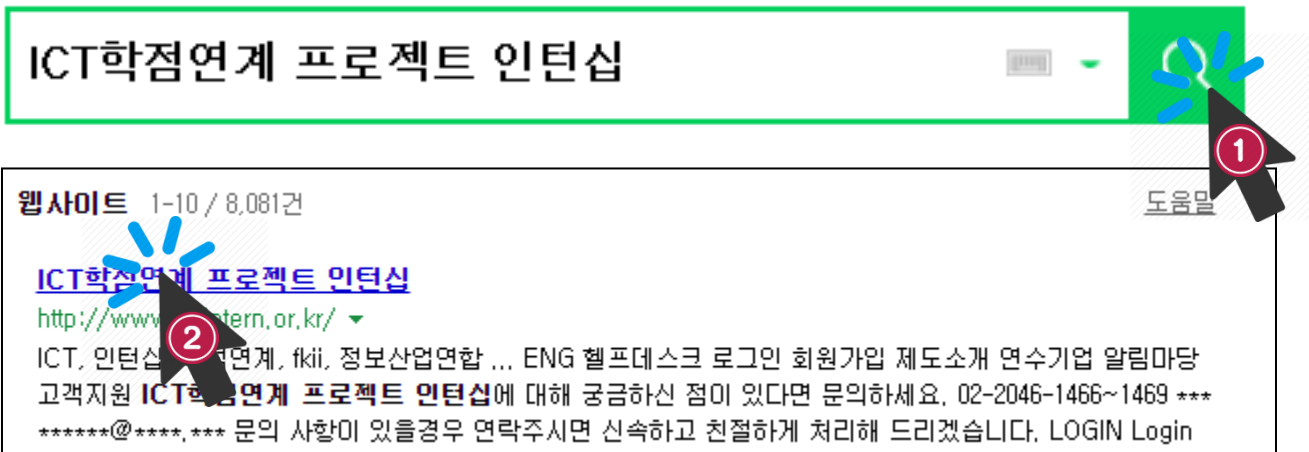 ICT학점연계 프로젝트 인턴십
1
웹사이트 1-10 / 8,081건
도움말
ICT학점연계 프로젝트 인턴십
http://www. tern.or.kr/
2
ICT, 인턴십 연계, fkii, 정보산업연합 ... ENG 헬프데스크 로그인 회원가입 제도소개 연수기업 알림마당
고객지원 ICT학점연계 프로젝트 인턴십에 대해 궁금하신 점이 있다면 문의하세요. 02-2046-1466~1469 ***
******@****.*** 문의 사항이 있을경우 연락주시면 신속하고 친절하게 처리해 드리겠습니다. LOGIN Login